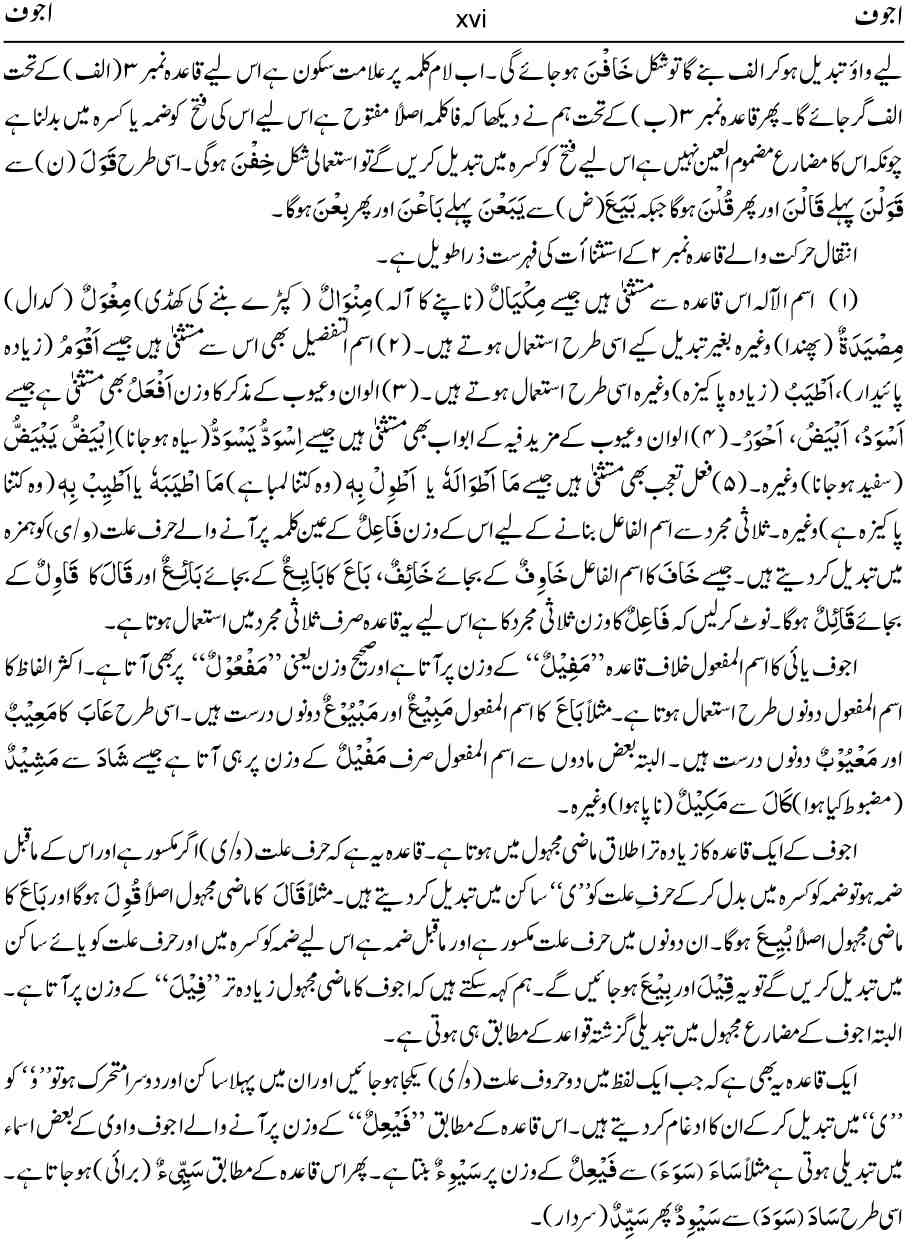 اجوف xvi اجوف
لیے واؤ تبدیل ہو کر الف بنے گا تو شکل خَافْنَ ہو جائے گی۔ اب لام کلمہ پر علامت سکون ہے اس لیے قاعدہ نمبر ۳ (الف) کے تحت
الف گر جائے گا۔ پھر قاعدہ نمبر ۳ (ب) کے تحت ہم نے دیکھا کہ فا کلمہ اصلاً مفتوح ہے اس لیے اس کی فتح کو ضمہ یا کسرہ میں بدلنا ہے
چونکہ اس کا مضارع مضموم العین نہیں ہے اس لیے فتح کو کسرہ میں تبدیل کریں گے تو استعمالی شکل خِفْنَ ہوگی۔ اسی طرح قَوَلَ (ن) سے
قَوَلْنَ پہلے قَالْنَ اور پھر قُلْنَ ہوگا جبکہ بَیَعَ (ض) سے یَبَعْنَ پہلے بَاعْنَ اور پھر بِعْنَ ہوگا۔
انتقال حرکت والے قاعدہ نمبر ۲ کے استثنا أت کی فہرست ذرا طویل ہے۔
(۱) اسم الآلہ اس قاعدہ سے مستثنیٰ ہیں جیسے مِکْیَالٌ (ناپنے کا آلہ) مِنْوَالٌ (کپڑے بننے کی کھڈی) مِغْوَلٌ (کدال)
مِصْیَدَةٌ (پھندا) وغیرہ بغیر تبدیل کیے اسی طرح استعمال ہوتے ہیں۔ (۲) اسم التفضیل بھی اس سے مستثنیٰ ہیں جیسے اَقْوَمُ (زیادہ
پائیدار)، اَطْیَبُ (زیادہ پاکیزہ) وغیرہ اسی طرح استعمال ہوتے ہیں۔ (۳) الوان و عیوب کے مذکر کا وزن اَفْعَلُ بھی مستثنیٰ ہے جیسے
اَسْوَدُ، اَبْیَضُ، اَحْوَرُ۔ (۴) الوان و عیوب کے مزید فیہ کے ابواب بھی مستثنیٰ ہیں جیسے اِسْوَدَّ یَسْوَدُّ (سیاہ ہو جانا) اِبْیَضَّ یَبْیَضُّ
(سفید ہو جانا) وغیرہ۔ (۵) فعل تعجب بھی مستثنیٰ ہیں جیسے مَا اَطْوَالَهٗ یا اَطْوِلْ بِهٖ (وہ کتنا لمبا ہے) مَا اَطْیَبَهٗ یا اَطْیِبْ بِهٖ (وہ کتنا
پاکیزہ ہے) وغیرہ۔ ثلاثی مجرد سے اسم الفاعل بنانے کے لیے اس کے وزن فَاعِلٌ کے عین کلمہ پر آنے والے حرف علت (و/ی) کو ہمزہ
میں تبدیل کر دیتے ہیں۔ جیسے خَافَ کا اسم الفاعل خَاوِفٌ کے بجائے خَائِفٌ، بَاعَ کا بَایِعٌ کے بجائے بَائِعٌ اور قَالَ کا قَاوِلٌ کے
بجائے قَائِلٌ ہوگا۔ نوٹ کر لیں کہ فَاعِلٌ کا وزن ثلاثی مجرد کا ہے اس لیے یہ قاعدہ صرف ثلاثی مجرد میں استعمال ہوتا ہے۔
اجوف یائی کا اسم المفعول خلاف قاعدہ ’’مَفِیْلٌ‘‘ کے وزن پر آتا ہے اور صحیح وزن یعنی ’’مَفْعُوْلٌ‘‘ پر بھی آتا ہے۔ اکثر الفاظ کا
اسم المفعول دونوں طرح استعمال ہوتا ہے۔ مثلاً بَاعَ کا اسم المفعول مَبِیْعٌ اور مَبْیُوْعٌ دونوں درست ہیں۔ اسی طرح عَابَ کا مَعِیْبٌ
اور مَعْیُوْبٌ دونوں درست ہیں۔ البتہ بعض مادوں سے اسم المفعول صرف مَفْیِلٌ کے وزن پر ہی آتا ہے جیسے شَادَ سے مَشِیْدٌ
(مضبوط کیا ہوا) کَالَ سے مَکِیْلٌ (ناپا ہوا) وغیرہ۔
اجوف کے ایک قاعدہ کا زیادہ تر اطلاق ماضی مجہول میں ہوتا ہے۔ قاعدہ یہ ہے کہ حرف علت (و/ی) اگر مکسور ہے اور اس کے ماقبل
ضمہ ہو تو ضمہ کو کسرہ میں بدل کر کے حرفِ علت کو ’’ی‘‘ ساکن میں تبدیل کر دیتے ہیں۔ مثلاً قَالَ کا ماضی مجہول اصلاً قُوِلَ ہوگا اور بَاعَ کا
ماضی مجہول اصلاً بُیِعَ ہوگا۔ ان دونوں میں حرف علت مکسور ہے اور ماقبل ضمہ ہے اس لیے ضمہ کو کسرہ میں اور حرف علت کو یائے ساکن
میں تبدیل کریں گے تو یہ قِیْلَ اور بِیْعَ ہو جائیں گے۔ ہم کہہ سکتے ہیں کہ اجوف کا ماضی مجہول زیادہ تر ’’فِیْلَ‘‘ کے وزن پر آتا ہے۔
البتہ اجوف کے مضارع مجہول میں تبدیلی گزشتہ قواعد کے مطابق ہی ہوتی ہے۔
ایک قاعدہ یہ بھی ہے کہ جب ایک لفظ میں دو حروف علت (و/ی) یکجا ہو جائیں اور ان میں پہلا ساکن اور دوسرا متحرک ہو تو ’’و‘‘ کو
’’ی‘‘ میں تبدیل کر کے ان کا ادغام کر دیتے ہیں۔ اس قاعدہ کے مطابق ’’فَیْعِلٌ‘‘ کے وزن پر آنے والے اجوف واوی کے بعض اسماء
میں تبدیلی ہوتی ہے مثلاً سَاءَ (سَوَءَ) سے فَیْعِلٌ کے وزن پر سَیْوِءٌ بنتا ہے۔ پھر اس قاعدہ کے مطابق سَیِّیٌٔ (برائی) ہو جاتا ہے۔
اسی طرح سَادَ (سَوَدَ) سے سَیْوِدٌ پھر سَیِّدٌ (سردار)۔